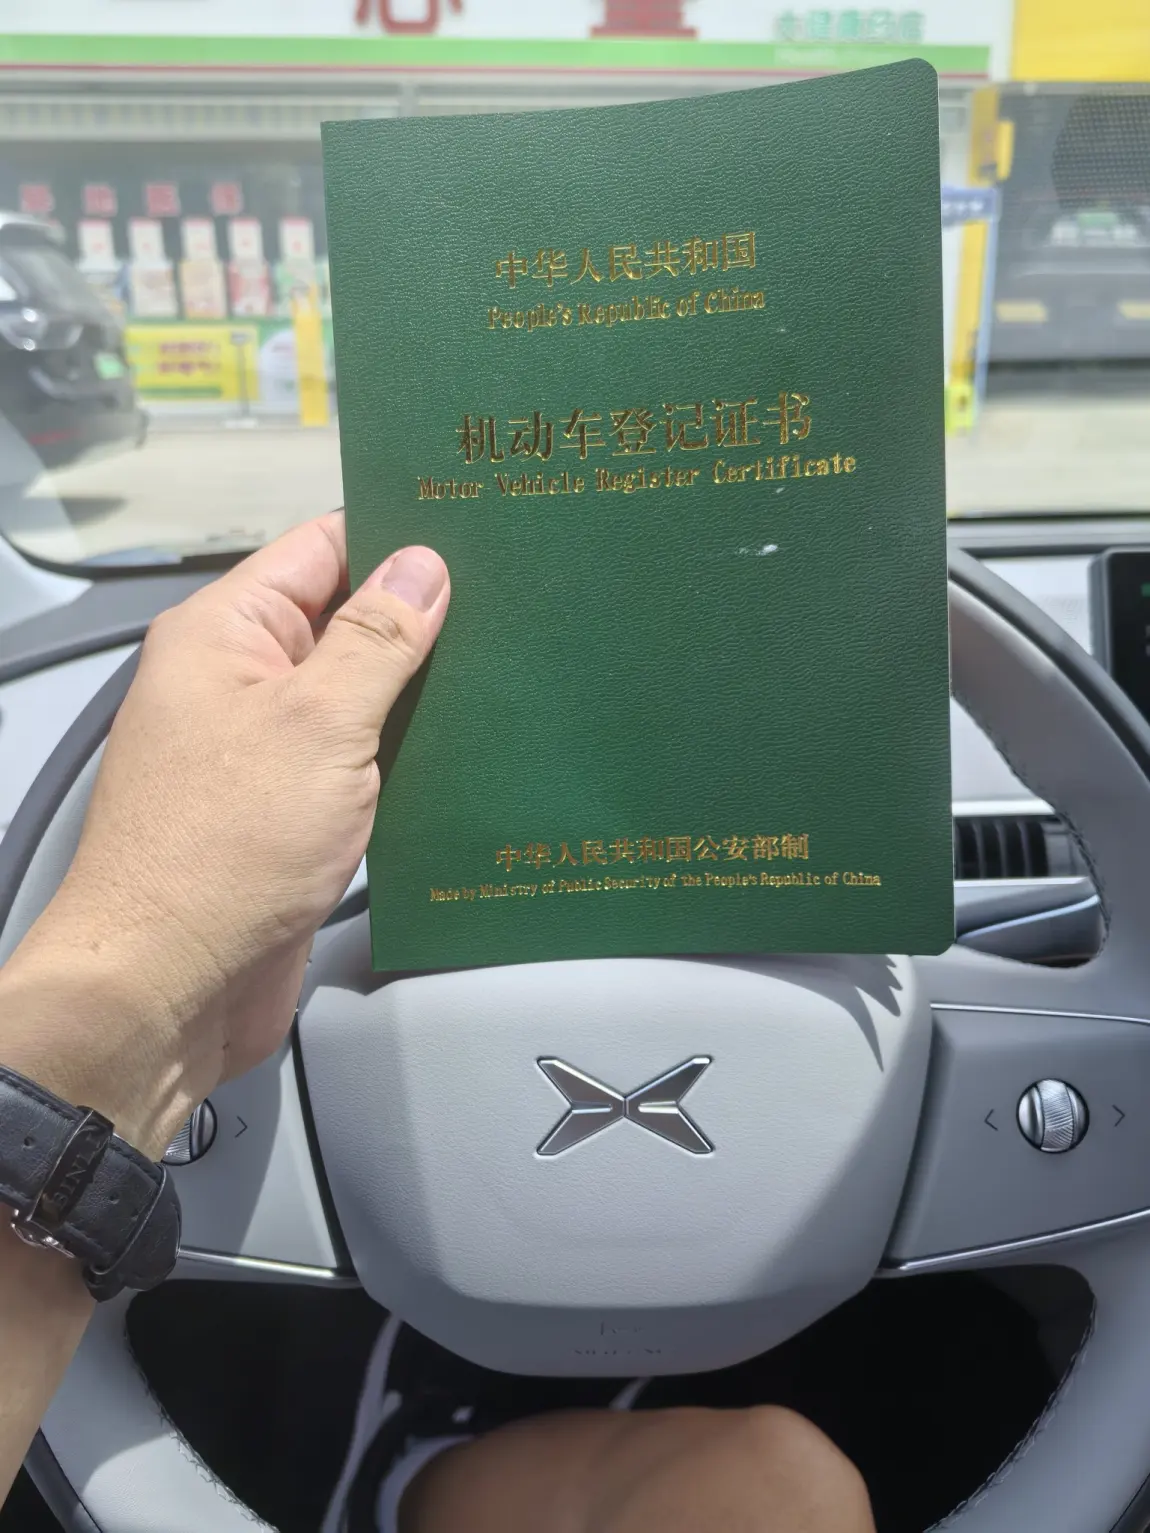 中华人民共和国
People's Republic of China
机动车登记证书
Motor Vehicle Register Certificate
中华人民共和国公安部制
Made by Ministry of Public Security of the People's Republic of China